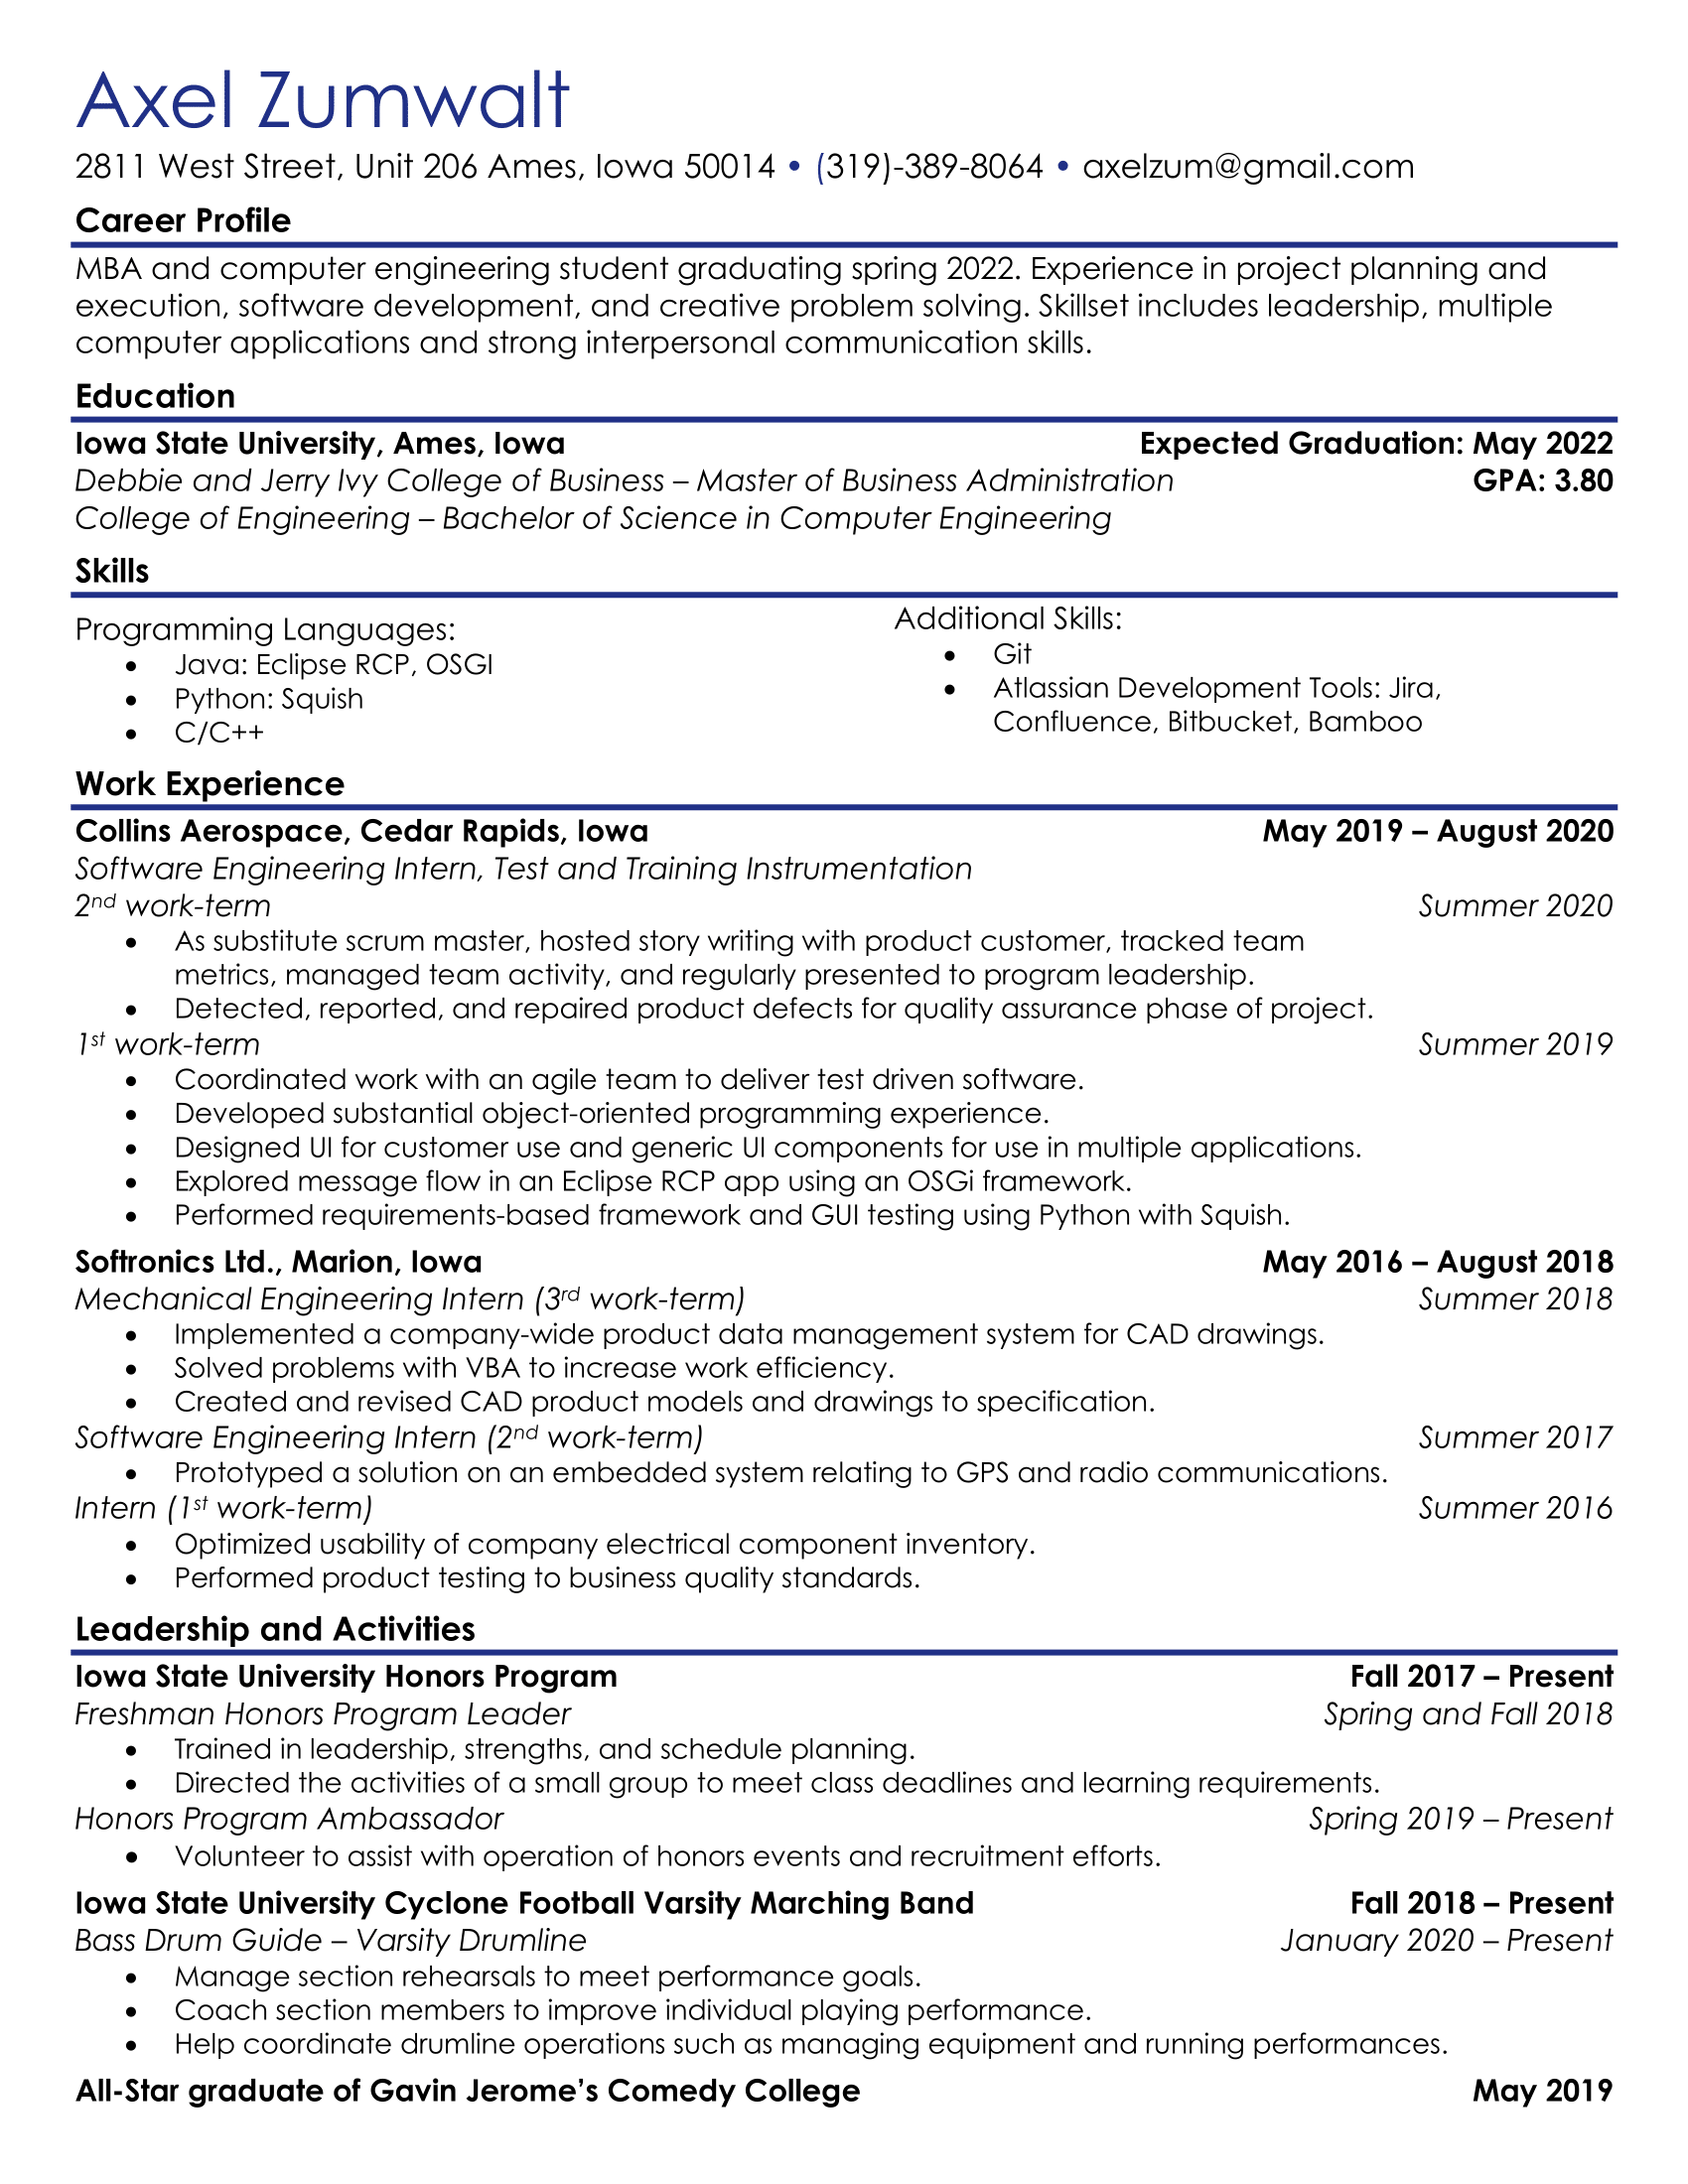 Axel Zumwalt
2811 West Street, Unit 206 Ames, Iowa 50014 • (319)-389-8064 • axelzum@gmail.com
Career Profile
MBA and computer engineering student graduating spring 2022. Experience in project planning and
execution, software development, and creative problem solving. Skillset includes leadership, multiple
computer applications and strong interpersonal communication skills.
Education
Iowa State University, Ames, Iowa Expected Graduation: May 2022
Debbie and Jerry Ivy College of Business – Master of Business Administration GPA: 3.80
College of Engineering – Bachelor of Science in Computer Engineering
Skills
Programming Languages:
• Java: Eclipse RCP, OSGI
• Python: Squish
• C/C++
Additional Skills:
• Git
• Atlassian Development Tools: Jira,
Confluence, Bitbucket, Bamboo
Work Experience
Collins Aerospace, Cedar Rapids, Iowa May 2019 – August 2020
Software Engineering Intern, Test and Training Instrumentation
2nd work-term Summer 2020
• As substitute scrum master, hosted story writing with product customer, tracked team
metrics, managed team activity, and regularly presented to program leadership.
• Detected, reported, and repaired product defects for quality assurance phase of project.
1st work-term Summer 2019
• Coordinated work with an agile team to deliver test driven software.
• Developed substantial object-oriented programming experience.
• Designed UI for customer use and generic UI components for use in multiple applications.
• Explored message flow in an Eclipse RCP app using an OSGi framework.
• Performed requirements-based framework and GUI testing using Python with Squish.
Softronics Ltd., Marion, Iowa May 2016 – August 2018
Mechanical Engineering Intern (3rd work-term) Summer 2018
• Implemented a company-wide product data management system for CAD drawings.
• Solved problems with VBA to increase work efficiency.
• Created and revised CAD product models and drawings to specification.
Software Engineering Intern (2nd work-term) Summer 2017
• Prototyped a solution on an embedded system relating to GPS and radio communications.
Intern (1st work-term) Summer 2016
• Optimized usability of company electrical component inventory.
• Performed product testing to business quality standards.
Leadership and Activities
Iowa State University Honors Program Fall 2017 – Present
Freshman Honors Program Leader Spring and Fall 2018
• Trained in leadership, strengths, and schedule planning.
• Directed the activities of a small group to meet class deadlines and learning requirements.
Honors Program Ambassador Spring 2019 – Present
• Volunteer to assist with operation of honors events and recruitment efforts.
Iowa State University Cyclone Football Varsity Marching Band Fall 2018 – Present
Bass Drum Guide – Varsity Drumline January 2020 – Present
• Manage section rehearsals to meet performance goals.
• Coach section members to improve individual playing performance.
• Help coordinate drumline operations such as managing equipment and running performances.
All-Star graduate of Gavin Jerome’s Comedy College May 2019